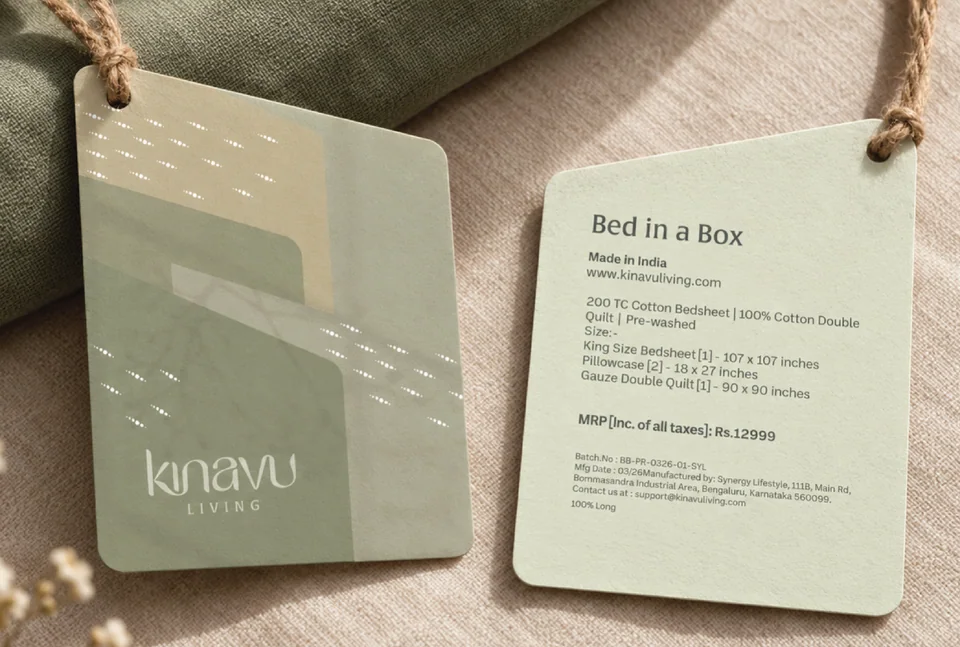 kinavu
LIVING
Bed in a Box
Made in India
www.kinavuliving.com
200 TC Cotton Bedsheet | 100% Cotton Double
Quilt | Pre-washed
Size:-
King Size Bedsheet [1] - 107 x 107 inches
Pillowcase [2] - 18 x 27 inches
Gauze Double Quilt [1] - 90 x 90 inches
MRP [Inc. of all taxes]: Rs.12999
Batch.No : BB-PR-0326-01-SYL
Mfg Date : 03/26Manufactured by: Synergy Lifestyle, 111B, Main Rd,
Bommasandra Industrial Area, Bengaluru, Karnataka 560099.
Contact us at : support@kinavuliving.com
100% Long